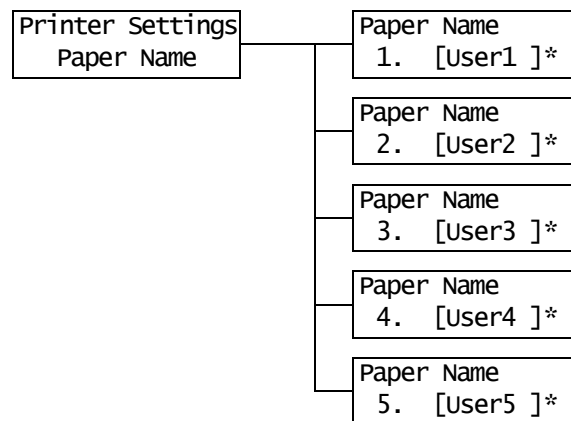 Printer Settings
Paper Name
Paper Name
1. [User1 ]*
Paper Name
2. [User2 ]*
Paper Name
3. [User3 ]*
Paper Name
4. [User4 ]*
Paper Name
5. [User5 ]*